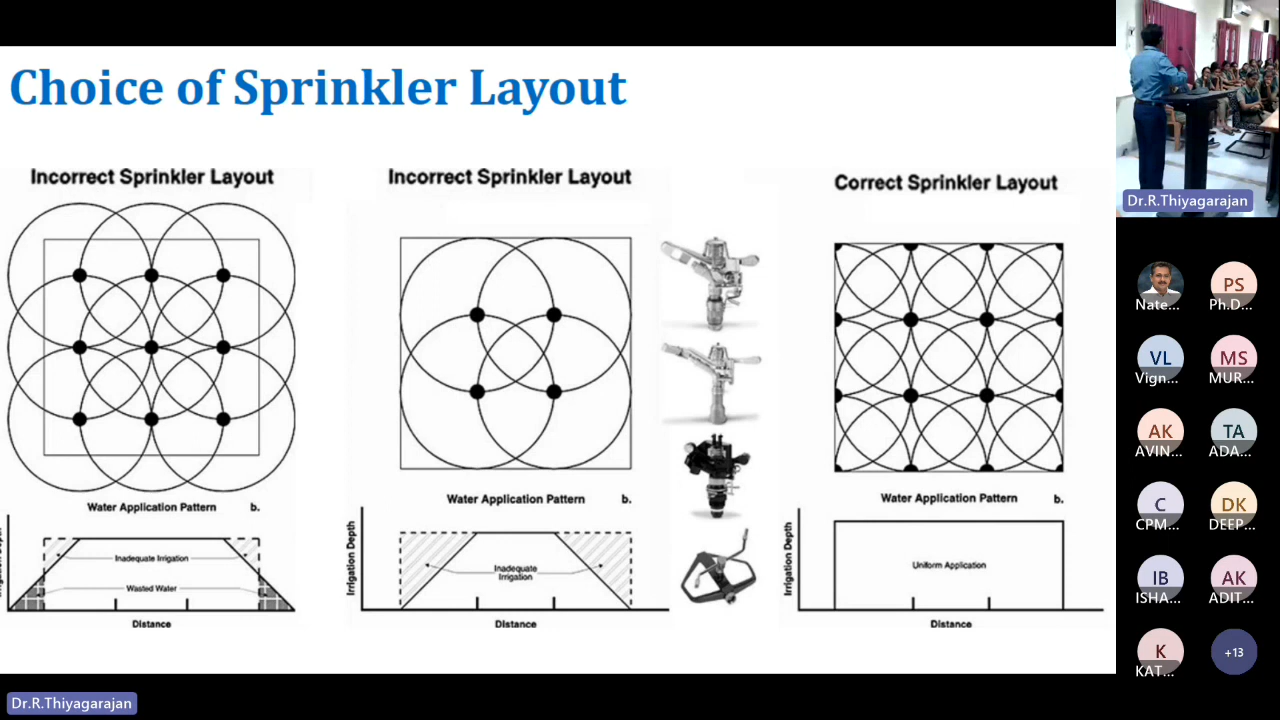 Choice of Sprinkler Layout
Incorrect Sprinkler Layout
Water Application Pattern b.
Inadequate Irrigation
Wasted Water
Distance
Incorrect Sprinkler Layout
Water Application Pattern b.
Irrigation Depth
Inadequate
Irrigation
Distance
Correct Sprinkler Layout
Water Application Pattern b.
Irrigation Depth
Uniform Application
Distance
Dr.R.Thiyagarajan
Nate...
PS
Ph.D...
VL
Vign...
MS
MUR...
AK
AVIN...
TA
ADA...
C
CPM...
DK
DEEP...
IB
ISHA...
AK
ADIT...
K
KAT...
+13
Dr.R.Thiyagarajan